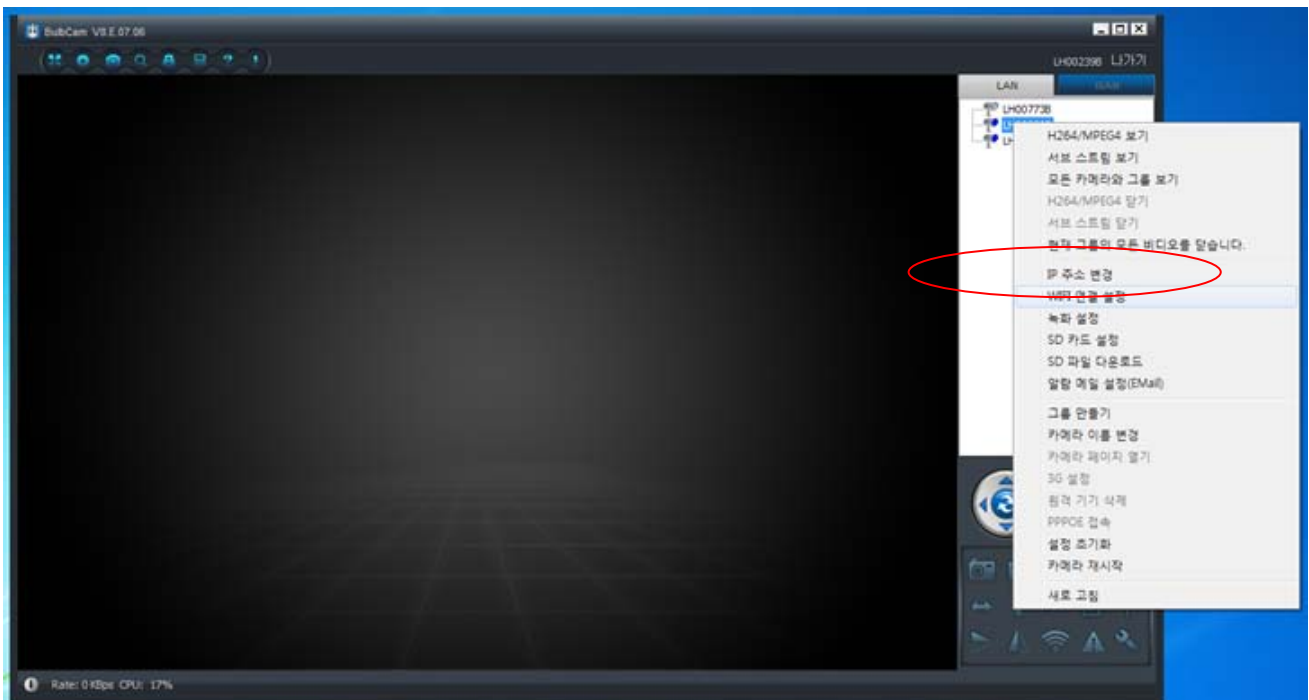 BubCam V8.E.07.06
LH002398 나가기
LAN
LH00773B
H264/MPEG4 보기
서브 스트림 보기
모든 카메라와 그룹 보기
H264/MPEG4 닫기
서브 스트림 닫기
현재 그룹의 모든 비디오를 닫습니다.
IP 주소 변경
WIFI 연결 설정
녹화 설정
SD 카드 설정
SD 파일 다운로드
알람 메일 설정(EMail)
그룹 만들기
카메라 이름 변경
카메라 페이지 열기
3G 설정
원격 기기 삭제
PPPOE 접속
설정 초기화
카메라 재시작
새로 고침
Rate: 0 KBps CPU: 17%